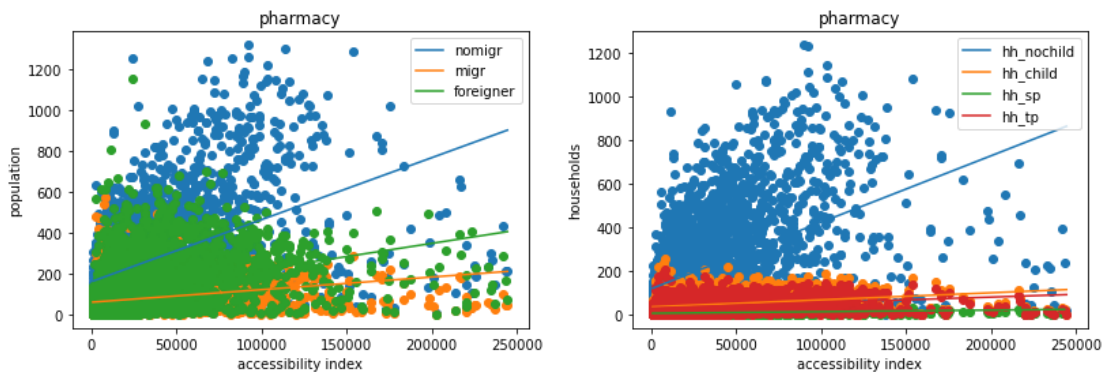 pharmacy
population
1200
1000
800
600
400
200
0
nomigr
migr
foreigner
0 50000 100000 150000 200000 250000
accessibility index
pharmacy
households
1200
1000
800
600
400
200
0
hh_nochild
hh_child
hh_sp
hh_tp
0 50000 100000 150000 200000 250000
accessibility index